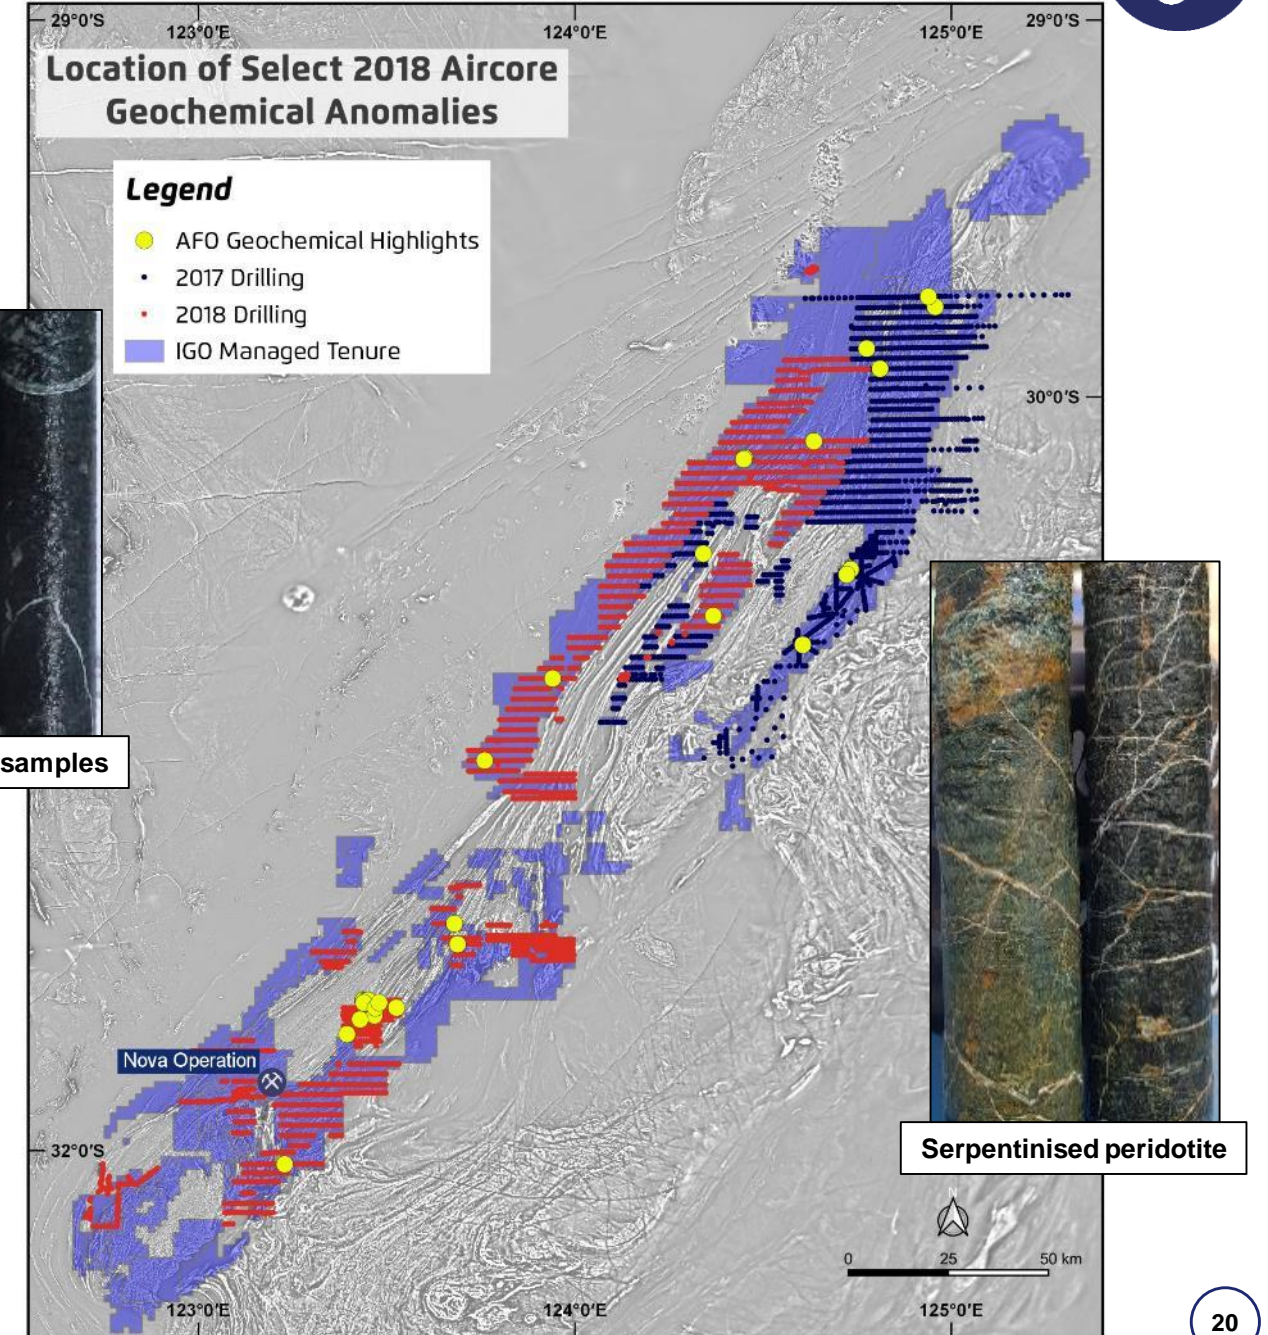 29°0'S
123°0'E
124°0'E
125°0'E
29°0'S
Location of Select 2018 Aircore
Geochemical Anomalies
Legend
AFO Geochemical Highlights
2017 Drilling
2018 Drilling
IGO Managed Tenure
30°0'S
samples
Nova Operation
32°0'S
Serpentinised peridotite
N
0 25 50 km
123°0'E
124°0'E
125°0'E
20